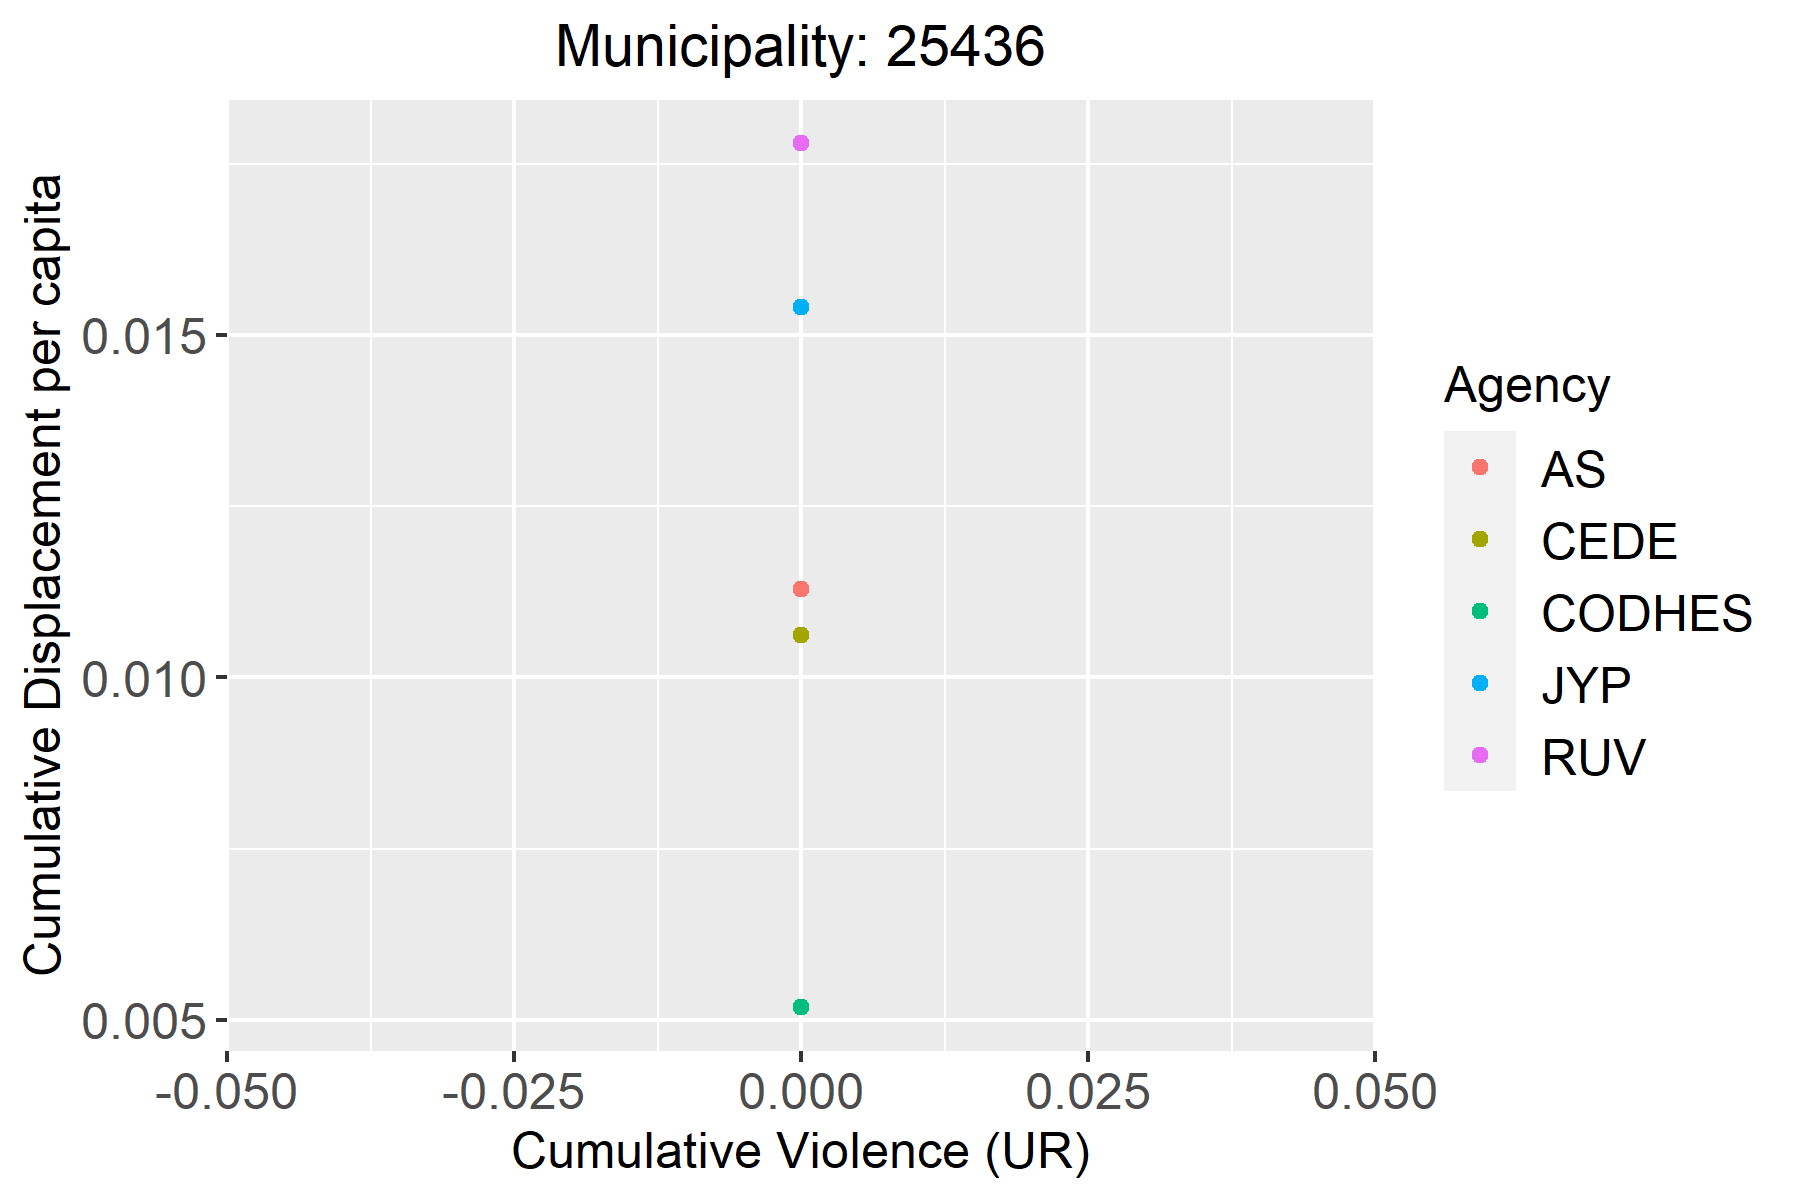 Municipality: 25436
Cumulative Displacement per capita
0.015
0.010
0.005
-0.050
-0.025
0.000
0.025
0.050
Cumulative Violence (UR)
Agency
AS
CEDE
CODHES
JYP
RUV